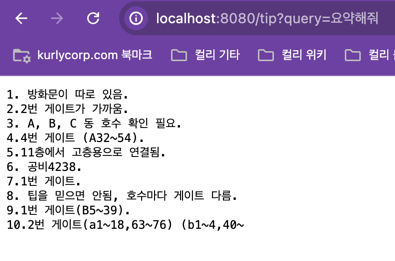 localhost:8080/tip?query=요약해줘
kurlycorp.com 북마크
컬리 기타
컬리 위키
컬리
1. 방화문이 따로 있음.
2.2번 게이트가 가까움.
3. A, B, C 동 호수 확인 필요.
4.4번 게이트 (A32~54).
5.11층에서 고층용으로 연결됨.
6. 공비4238.
7.1번 게이트.
8. 팁을 믿으면 안됨, 호수마다 게이트 다름.
9.1번 게이트(B5~39).
10.2번 게이트(a1~18,63~76) (b1~4,40~